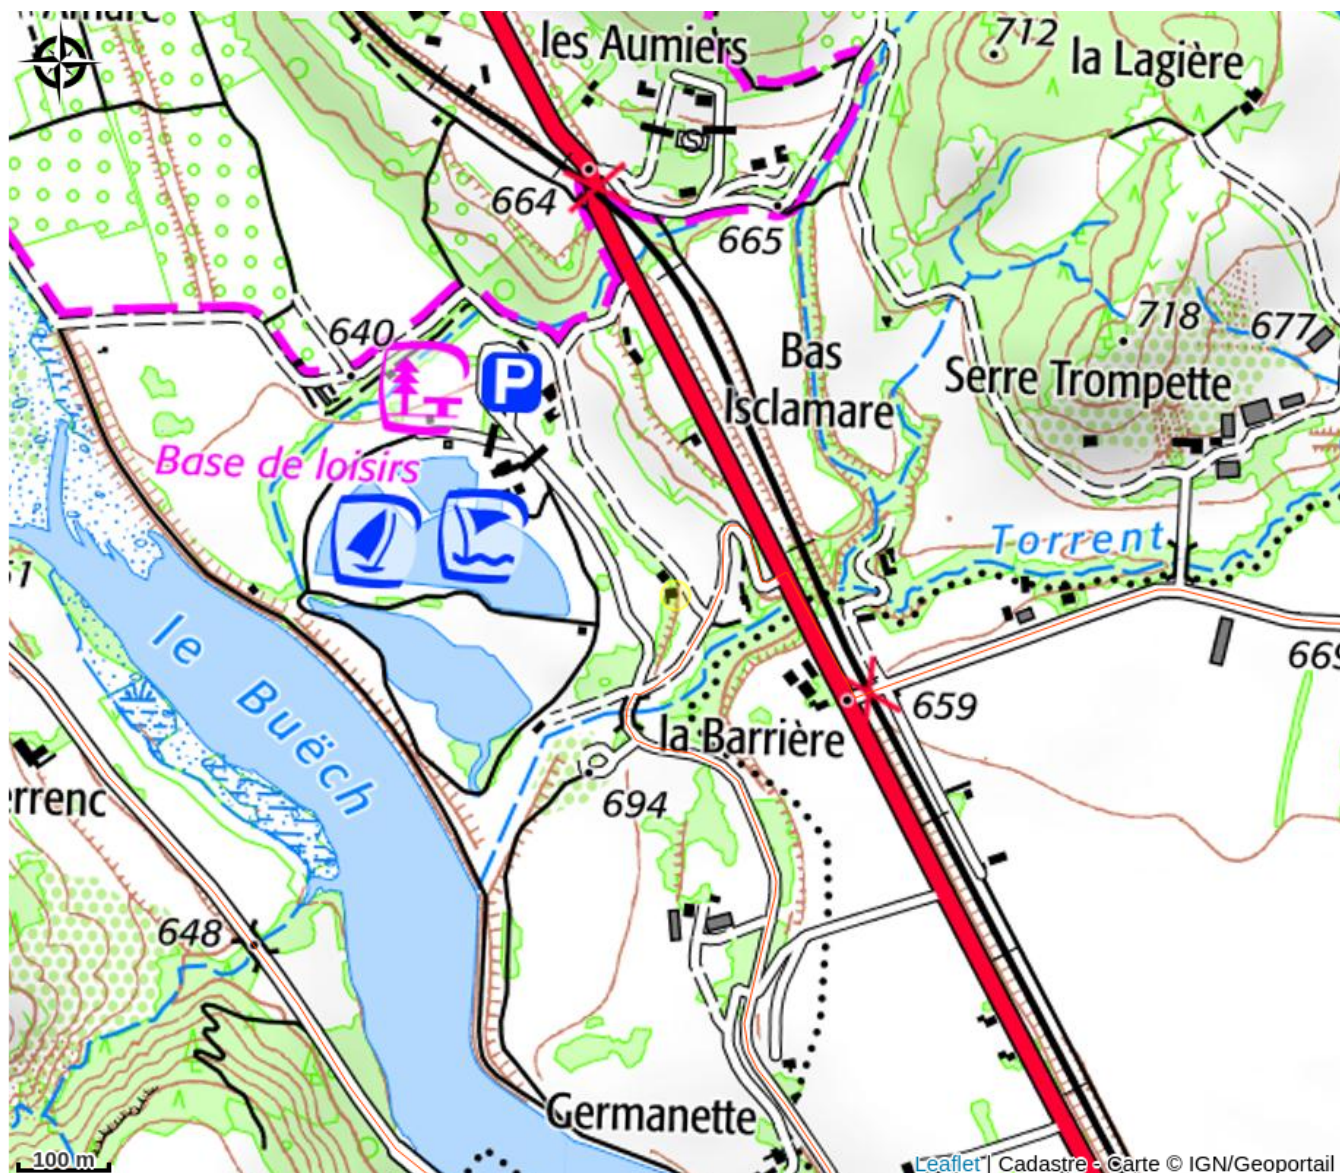 les Aumiers
712
la Lagière
S
664
665
640
P
Bas
Isclamare
718
677
Serre Trompette
Base de loisirs
Torrent
le Buëch
659
la Barrière
694
648
Germanette
100 m
Leaflet | Cadastre - Carte © IGN/Geoportail